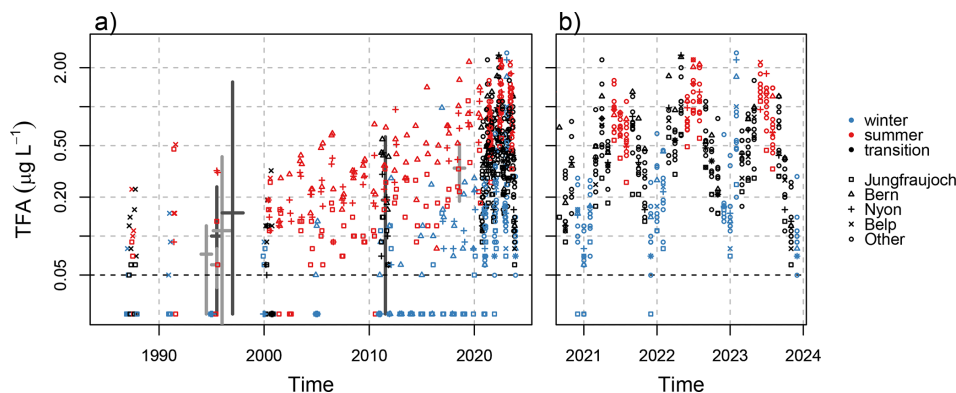 a)
b)
TFA (µg L⁻¹)
2.00
0.50
0.20
0.05
1990
2000
2010
2020
Time
2021
2022
2023
2024
Time
winter
summer
transition
Jungfraujoch
Bern
Nyon
Belp
Other